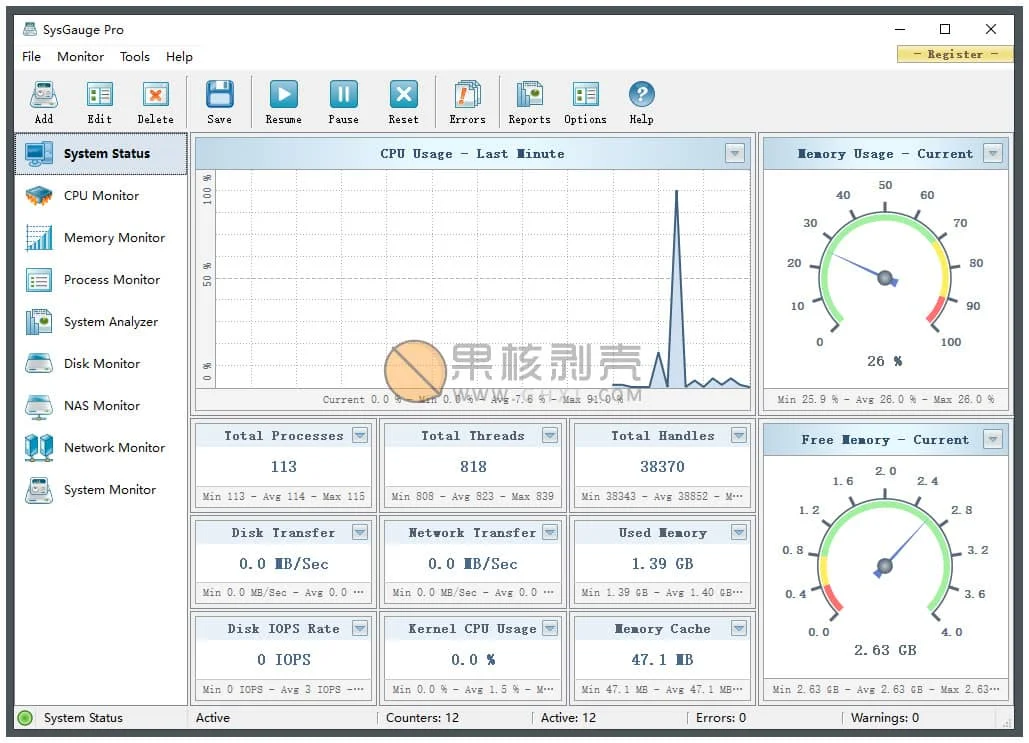 SysGauge Pro
File Monitor Tools Help
- Register -
Add Edit Delete Save Resume Pause Reset Errors Reports Options Help
System Status
CPU Monitor
Memory Monitor
Process Monitor
System Analyzer
Disk Monitor
NAS Monitor
Network Monitor
System Monitor
CPU Usage - Last Minute
100 %
50 %
0 %
果核剥壳
Current 0.0 % - Min 0.0 % - Avg 7.6 % - Max 91.0 %
Memory Usage - Current
0 10 20 30 40 50 60 70 80 90 100
26 %
Min 25.9 % - Avg 26.0 % - Max 26.0 %
Total Processes
113
Min 113 - Avg 114 - Max 115
Total Threads
818
Min 808 - Avg 823 - Max 839
Total Handles
38370
Min 38343 - Avg 38852 - M···
Free Memory - Current
0.0 0.4 0.8 1.2 1.6 2.0 2.4 2.8 3.2 3.6 4.0
2.63 GB
Min 2.63 GB - Avg 2.63 GB - Max 2.63···
Disk Transfer
0.0 MB/Sec
Min 0.0 MB/Sec - Avg 0.0 ···
Network Transfer
0.0 MB/Sec
Min 0.0 MB/Sec - Avg 0.0 ···
Used Memory
1.39 GB
Min 1.39 GB - Avg 1.40 GB···
Disk IOPS Rate
0 IOPS
Min 0 IOPS - Avg 3 IOPS -···
Kernel CPU Usage
0.0 %
Min 0.0 % - Avg 1.5 % - M···
Memory Cache
47.1 MB
Min 47.1 MB - Avg 47.1 MB···
System Status Active Counters: 12 Active: 12 Errors: 0 Warnings: 0